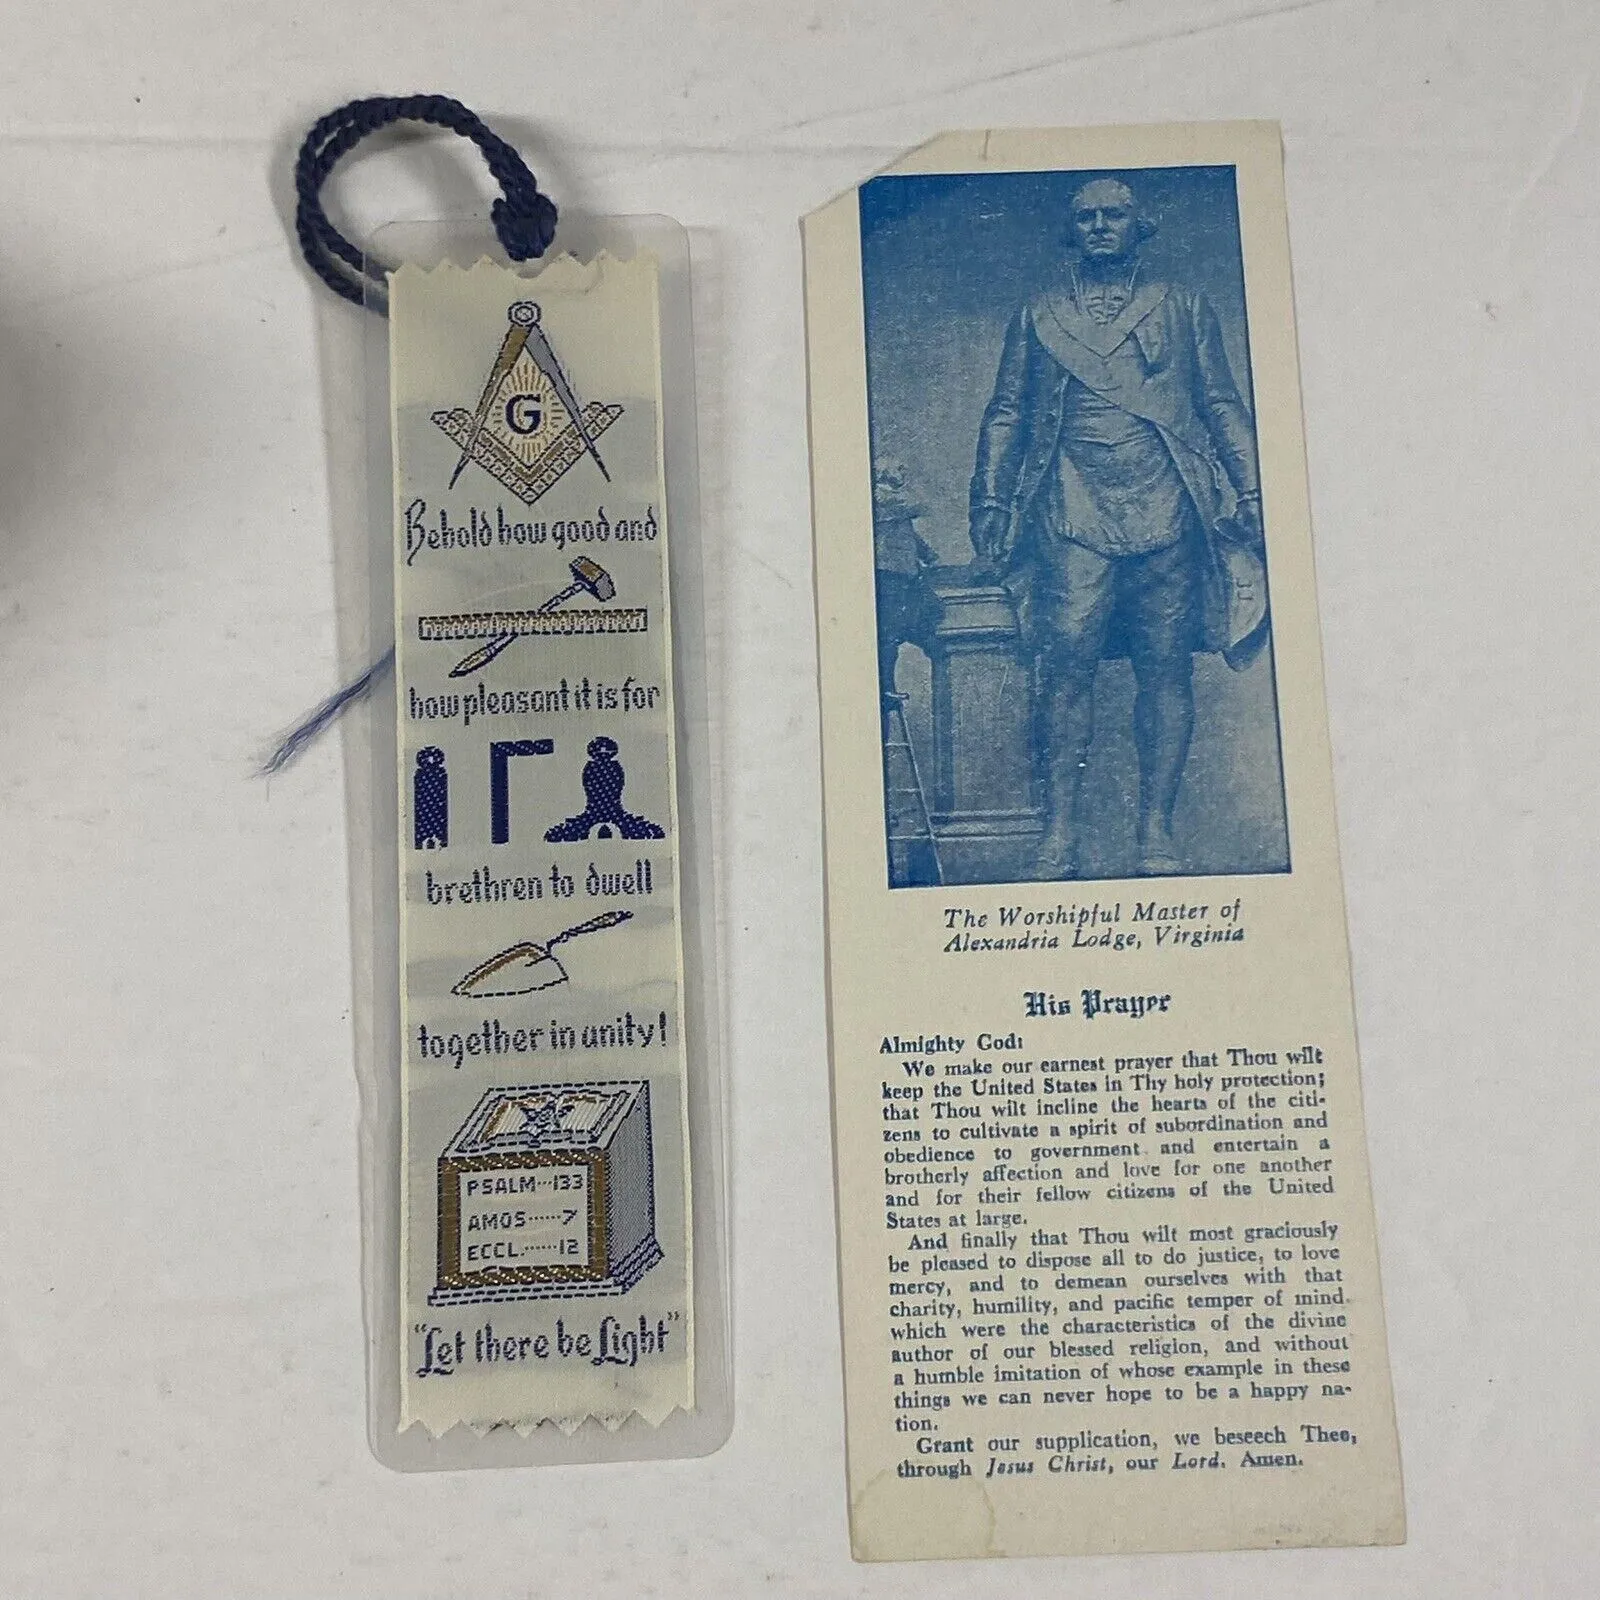 G
Behold how good and
how pleasant it is for
brethren to dwell
together in unity!
PSALM···133
AMOS······7
ECCL.······12
"Let there be Light"
The Worshipful Master of
Alexandria Lodge, Virginia
His Prayer
Almighty God:
We make our earnest prayer that Thou wilt
keep the United States in Thy holy protection;
that Thou wilt incline the hearts of the citi-
zens to cultivate a spirit of subordination and
obedience to government and entertain a
brotherly affection and love for one another
and for their fellow citizens of the United
States at large.
And finally that Thou wilt most graciously
be pleased to dispose all to do justice, to love
mercy, and to demean ourselves with that
charity, humility, and pacific temper of mind
which were the characteristics of the divine
author of our blessed religion, and without
a humble imitation of whose example in these
things we can never hope to be a happy na-
tion.
Grant our supplication, we beseech Thee,
through Jesus Christ, our Lord. Amen.